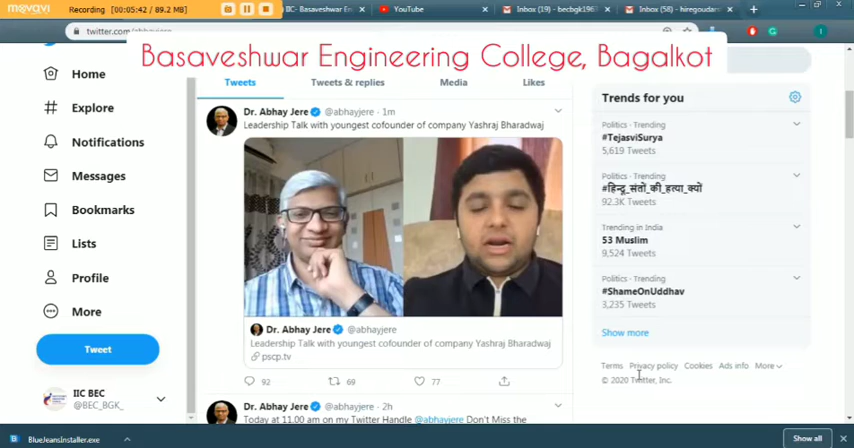 movavi
Recording [ 00:05:42 / 89.2 MB ]
IIC- Basaveshwar En
YouTube
Inbox (19) - becbgk196
Inbox (58) - hiregoudar
twitter.com/abhayjere
Basaveshwar Engineering College, Bagalkot
Home
Explore
Notifications
Messages
Bookmarks
Lists
Profile
More
Tweet
IIC BEC
@BEC_BGK_
Tweets
Tweets & replies
Media
Likes
Dr. Abhay Jere @abhayjere · 1m
Leadership Talk with youngest cofounder of company Yashraj Bharadwaj
Dr. Abhay Jere @abhayjere
Leadership Talk with youngest cofounder of company Yashraj Bharadwaj
pscp.tv
92
69
77
Dr. Abhay Jere @abhayjere · 2h
Today at 11.00 am on my Twitter Handle @abhayjere Don't Miss the
Trends for you
Politics · Trending
#TejasviSurya
5,619 Tweets
Politics · Trending
#हिन्दू_संतों_की_हत्या_क्यों
92.3K Tweets
Trending in India
53 Muslim
9,524 Tweets
Politics · Trending
#ShameOnUddhav
3,235 Tweets
Show more
Terms Privacy policy Cookies Ads info More
© 2020 Twitter, Inc.
BlueJeansInstaller.exe
Show all